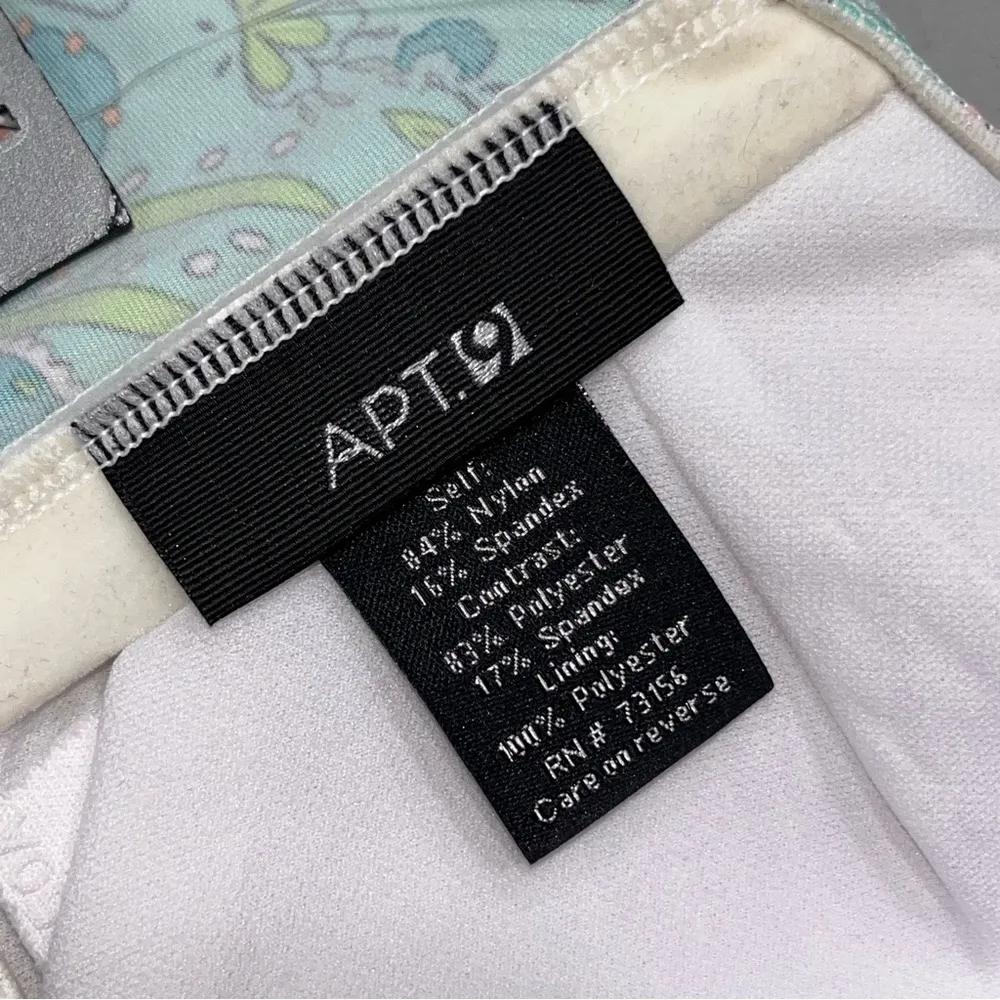 APT.[9]
Self:
84% Nylon
16% Spandex
Contrast:
83% Polyester
17% Spandex
Lining:
100% Polyester
RN # 73156
Care on reverse